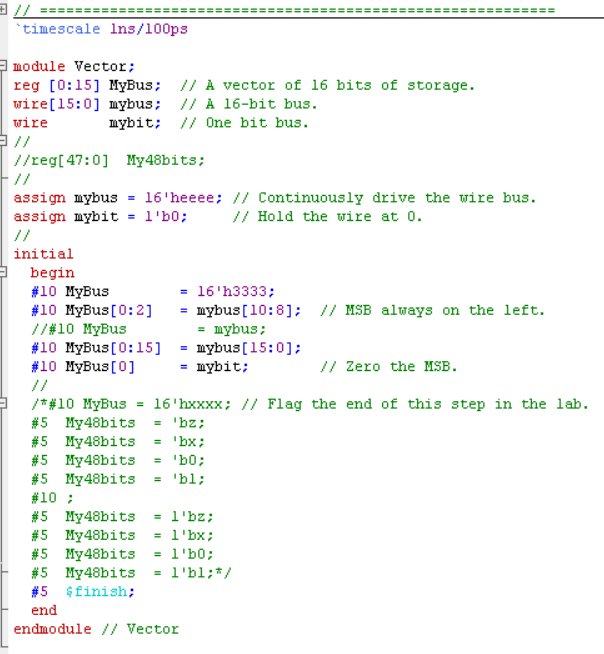 // ========================================================
`timescale 1ns/100ps
module Vector;
reg [0:15] MyBus;  // A vector of 16 bits of storage.
wire[15:0] mybus;  // A 16-bit bus.
wire       mybit;  // One bit bus.
//
//reg[47:0]  My48bits;
//
assign mybus = 16'heeee; // Continuously drive the wire bus.
assign mybit = 1'b0;     // Hold the wire at 0.
//
initial
  begin
  #10 MyBus       = 16'h3333;
  #10 MyBus[0:2]  = mybus[10:8];  // MSB always on the left.
  //#10 MyBus       = mybus;
  #10 MyBus[0:15] = mybus[15:0];
  #10 MyBus[0]    = mybit;        // Zero the MSB.
  //
  /*#10 MyBus = 16'hxxxx; // Flag the end of this step in the lab.
  #5  My48bits  = 'bz;
  #5  My48bits  = 'bx;
  #5  My48bits  = 'b0;
  #5  My48bits  = 'b1;
  #10 ;
  #5  My48bits  = 1'bz;
  #5  My48bits  = 1'bx;
  #5  My48bits  = 1'b0;
  #5  My48bits  = 1'b1;*/
  #5  $finish;
  end
endmodule // Vector